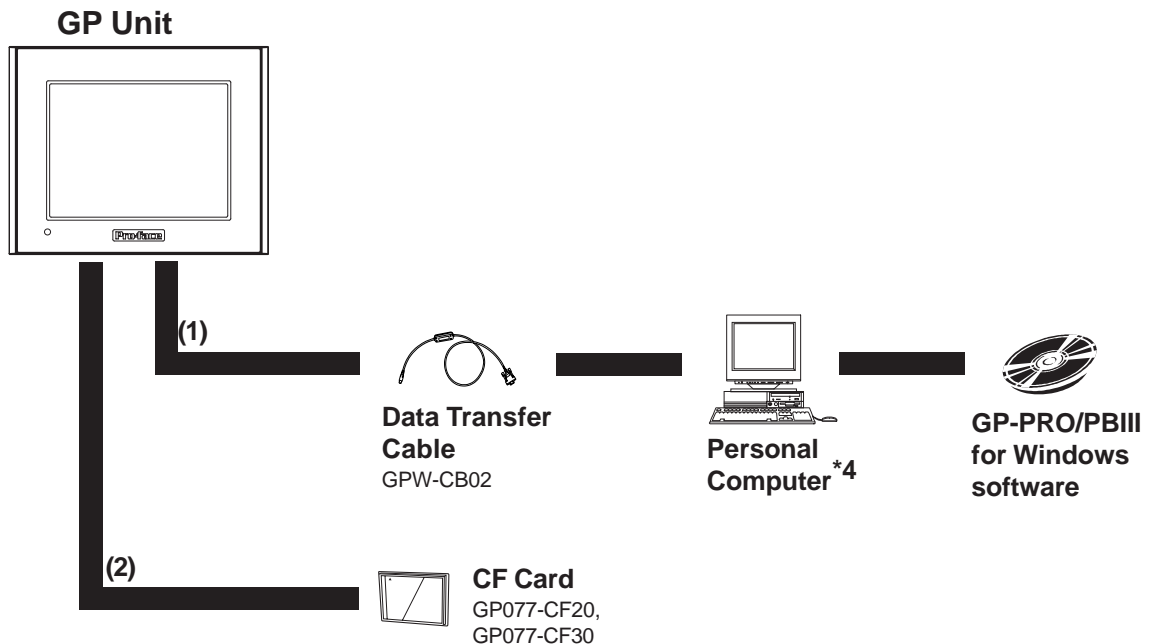 GP Unit
Pro-face
(1)
Data Transfer
Cable
GPW-CB02
Personal
Computer*4
GP-PRO/PBIII
for Windows
software
(2)
CF Card
GP077-CF20,
GP077-CF30